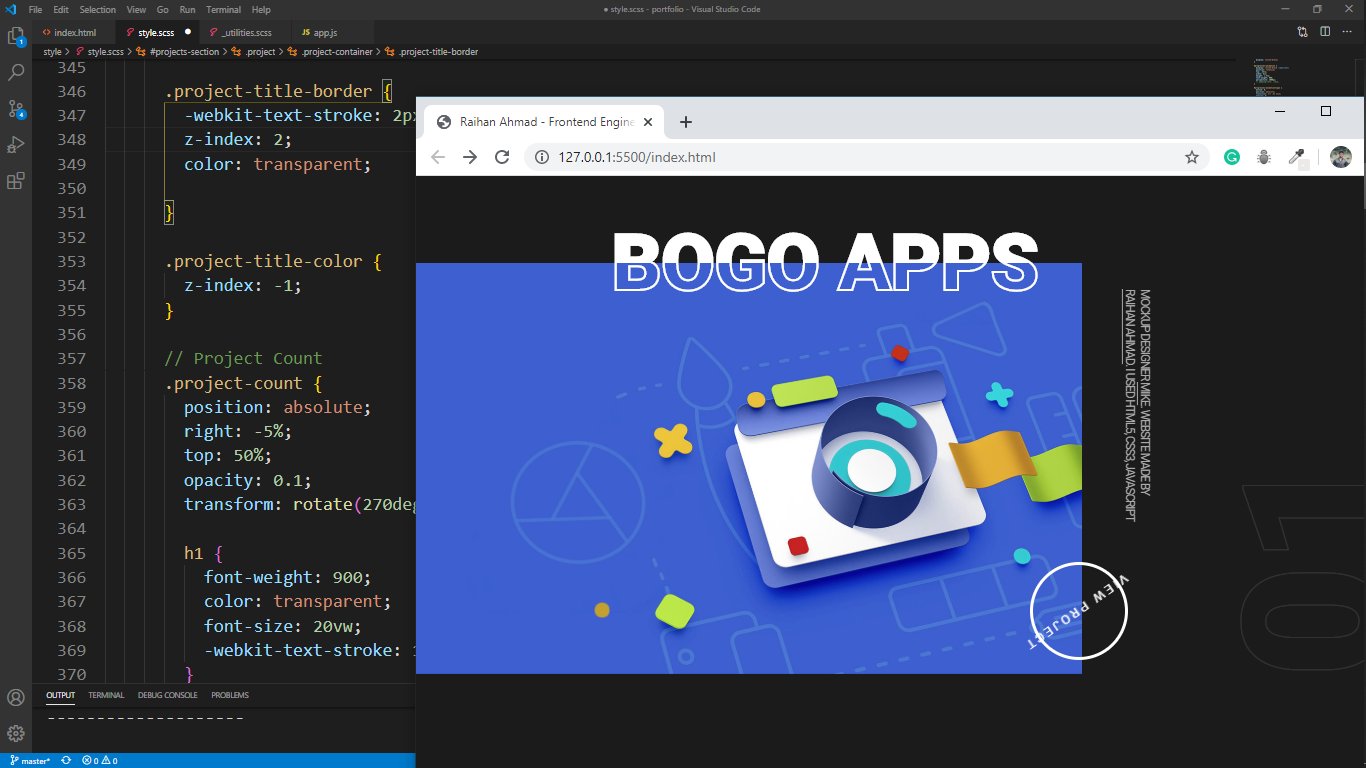 File Edit Selection View Go Run Terminal Help
● style.scss - portfolio - Visual Studio Code
index.html
style.scss
_utilities.scss
app.js
style > style.scss > #projects-section > .project > .project-container > .project-title-border
345
346 .project-title-border {
347 -webkit-text-stroke: 2px
348 z-index: 2;
349 color: transparent;
350
351 }
352
353 .project-title-color {
354 z-index: -1;
355 }
356
357 // Project Count
358 .project-count {
359 position: absolute;
360 right: -5%;
361 top: 50%;
362 opacity: 0.1;
363 transform: rotate(270deg
364
365 h1 {
366 font-weight: 900;
367 color: transparent;
368 font-size: 20vw;
369 -webkit-text-stroke: 1
370 }
OUTPUT TERMINAL DEBUG CONSOLE PROBLEMS
--------------------
master* 0 0
1
4
Raihan Ahmad - Frontend Engine
127.0.0.1:5500/index.html
BOGO APPS
MOCKUP DESIGNER MIKE. WEBSITE MADE BY
RAIHAN AHMAD. I USED HTML5, CSS3, JAVASCRIPT
VIEW PROJECT
10